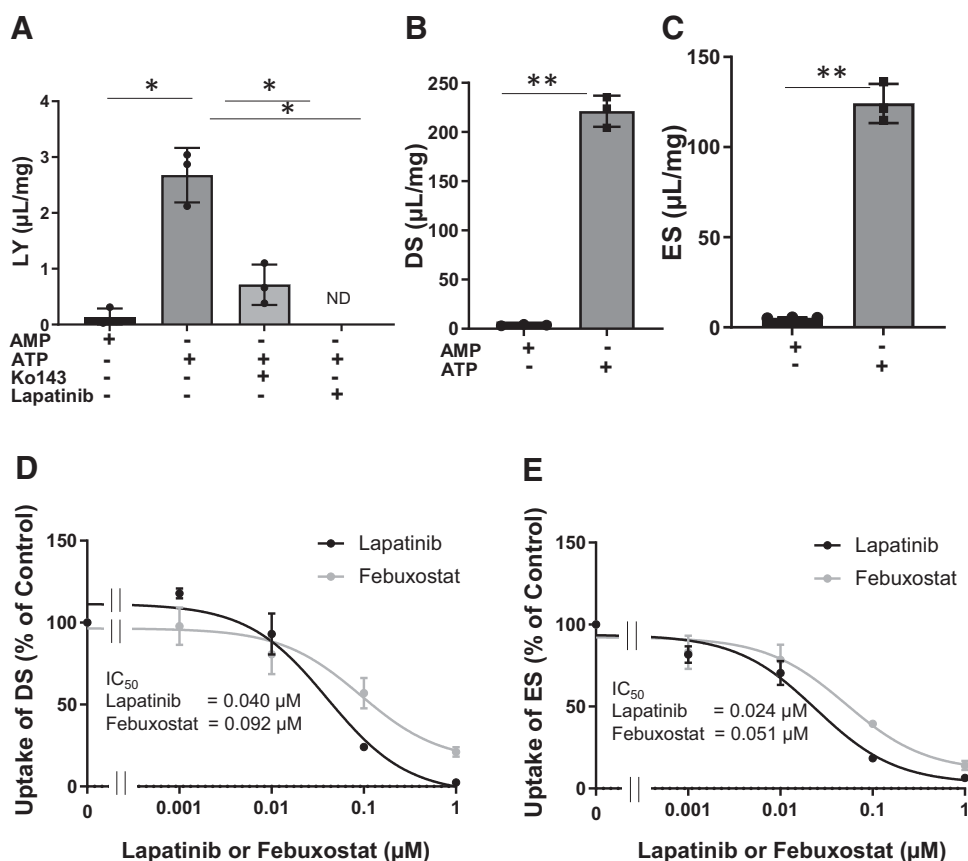 A
*
*
*
4
3
2
1
0
LY (µL/mg)
ND
AMP + - - -
ATP - + + +
Ko143 - - + -
Lapatinib - - - +
B
**
250
200
150
100
50
0
DS (µL/mg)
AMP + -
ATP - +
C
**
150
100
50
0
ES (µL/mg)
+ -
- +
D
Uptake of DS (% of Control)
150
100
50
0
Lapatinib
Febuxostat
IC50
Lapatinib = 0.040 µM
Febuxostat = 0.092 µM
0 0.001 0.01 0.1 1
Lapatinib or Febuxostat (µM)
E
Uptake of ES (% of Control)
150
100
50
0
Lapatinib
Febuxostat
IC50
Lapatinib = 0.024 µM
Febuxostat = 0.051 µM
0 0.001 0.01 0.1 1
Lapatinib or Febuxostat (µM)